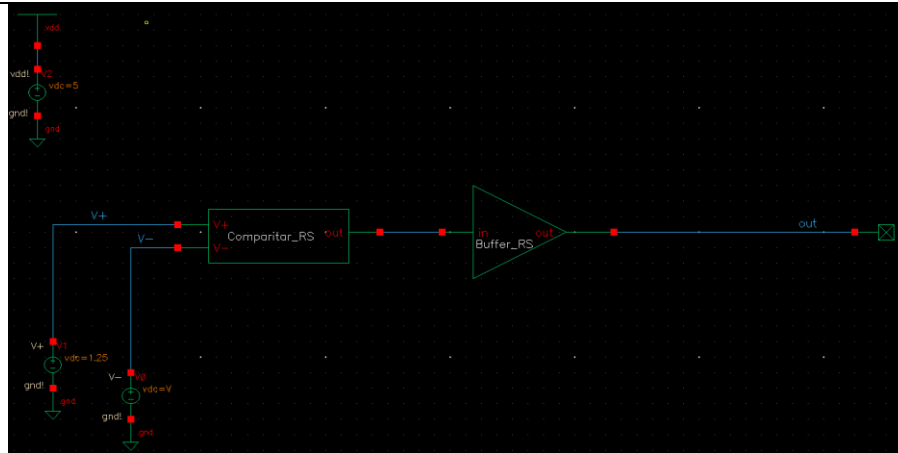 vdd!
vdd! V2
vdc=5
gnd!
gnd
V+
V-
V+
V-
Comparitar_RS
out
in
out
Buffer_RS
out
V+ V1
vdc=1.25
gnd!
gnd
V- V0
vdc=V
gnd!
gnd